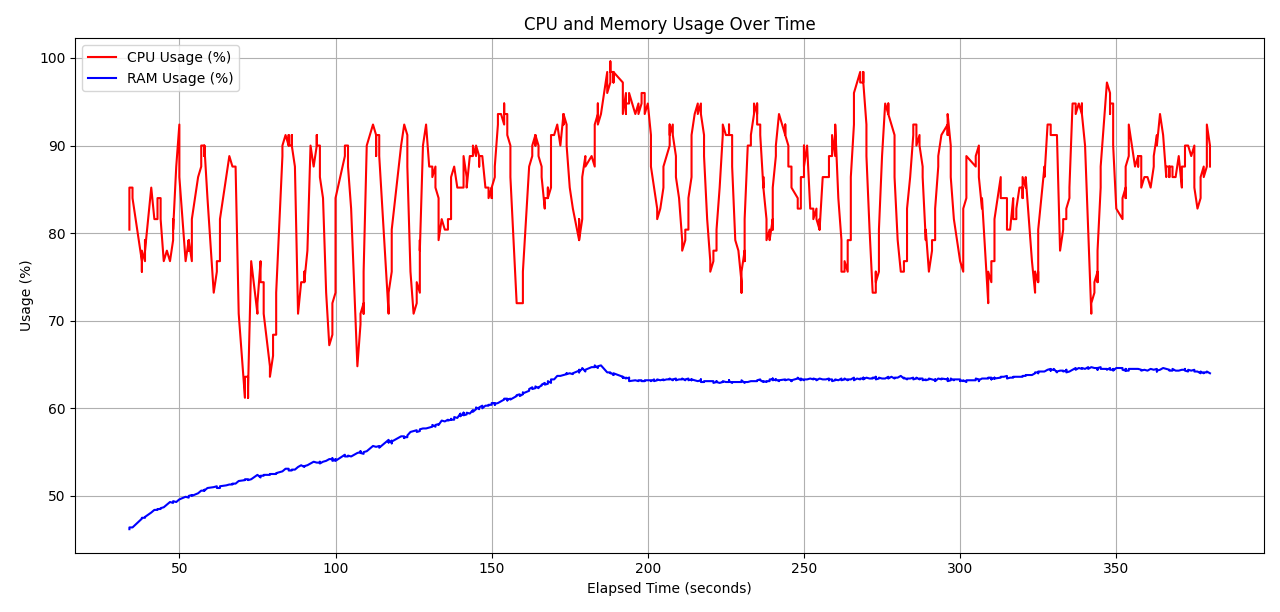 CPU and Memory Usage Over Time
CPU Usage (%)
RAM Usage (%)
Usage (%)
100
90
80
70
60
50
50
100
150
200
250
300
350
Elapsed Time (seconds)